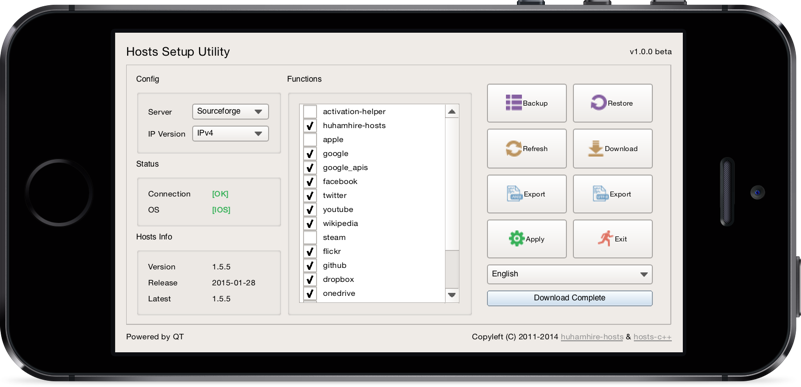 Hosts Setup Utility
v1.0.0 beta
Config
Server
Sourceforge
IP Version
IPv4
Status
Connection
[OK]
OS
[IOS]
Hosts Info
Version
1.5.5
Release
2015-01-28
Latest
1.5.5
Functions
activation-helper
huhamhire-hosts
apple
google
google_apis
facebook
twitter
youtube
wikipedia
steam
flickr
github
dropbox
onedrive
Backup
Restore
Refresh
Download
Export
Export
Apply
Exit
English
Download Complete
Powered by QT
Copyleft (C) 2011-2014 huhamhire-hosts & hosts-c++